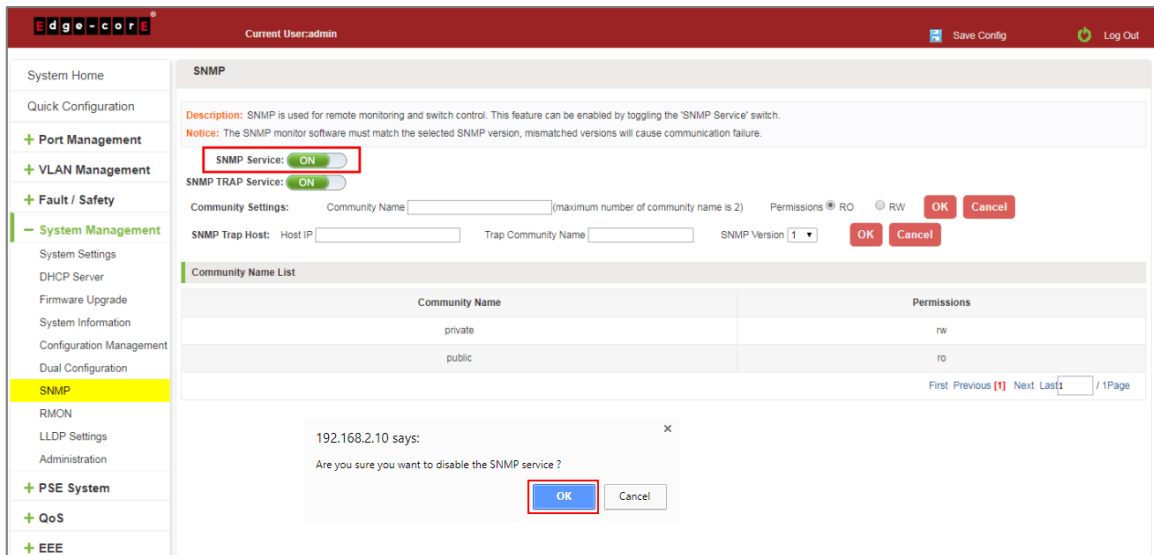 Edge-corE®
Current User:admin
Save Config
Log Out
System Home
Quick Configuration
+ Port Management
+ VLAN Management
+ Fault / Safety
− System Management
System Settings
DHCP Server
Firmware Upgrade
System Information
Configuration Management
Dual Configuration
SNMP
RMON
LLDP Settings
Administration
+ PSE System
+ QoS
+ EEE
SNMP
Description: SNMP is used for remote monitoring and switch control. This feature can be enabled by toggling the 'SNMP Service' switch.
Notice: The SNMP monitor software must match the selected SNMP version, mismatched versions will cause communication failure.
SNMP Service: ON
SNMP TRAP Service: ON
Community Settings: Community Name (maximum number of community name is 2) Permissions RO RW OK Cancel
SNMP Trap Host: Host IP Trap Community Name SNMP Version 1 OK Cancel
Community Name List
Community Name Permissions
private rw
public ro
First Previous [1] Next Last 1 / 1Page
192.168.2.10 says: ×
Are you sure you want to disable the SNMP service ?
OK Cancel